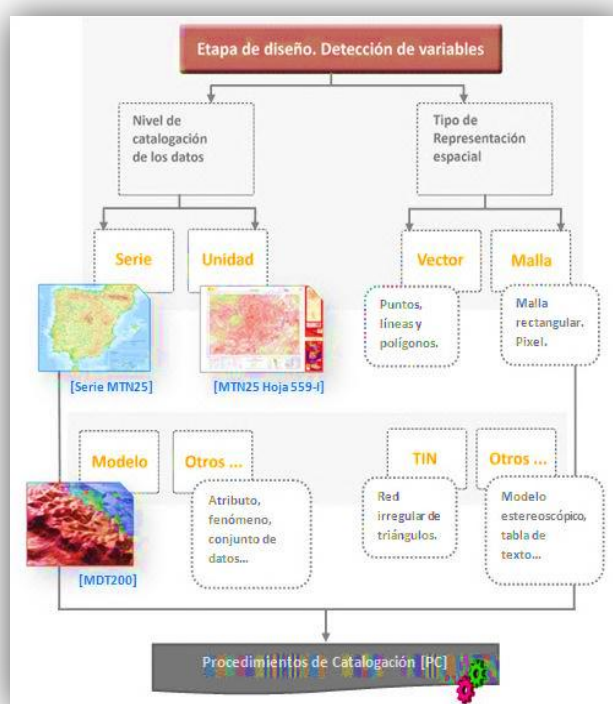 Etapa de diseño. Detección de variables
Nivel de
catalogación
de los datos
Tipo de
Representación
espacial
Serie
Unidad
Vector
Malla
Puntos,
líneas y
polígonos.
Malla
rectangular.
Pixel.
[Serie MTN25]
[MTN25 Hoja 559-I]
Modelo
Otros ...
TIN
Otros ...
Atributo,
fenómeno,
conjunto de
datos...
Red
irregular de
triángulos.
Modelo
estereoscópico,
tabla de
texto...
[MDT200]
Procedimientos de Catalogación [PC]